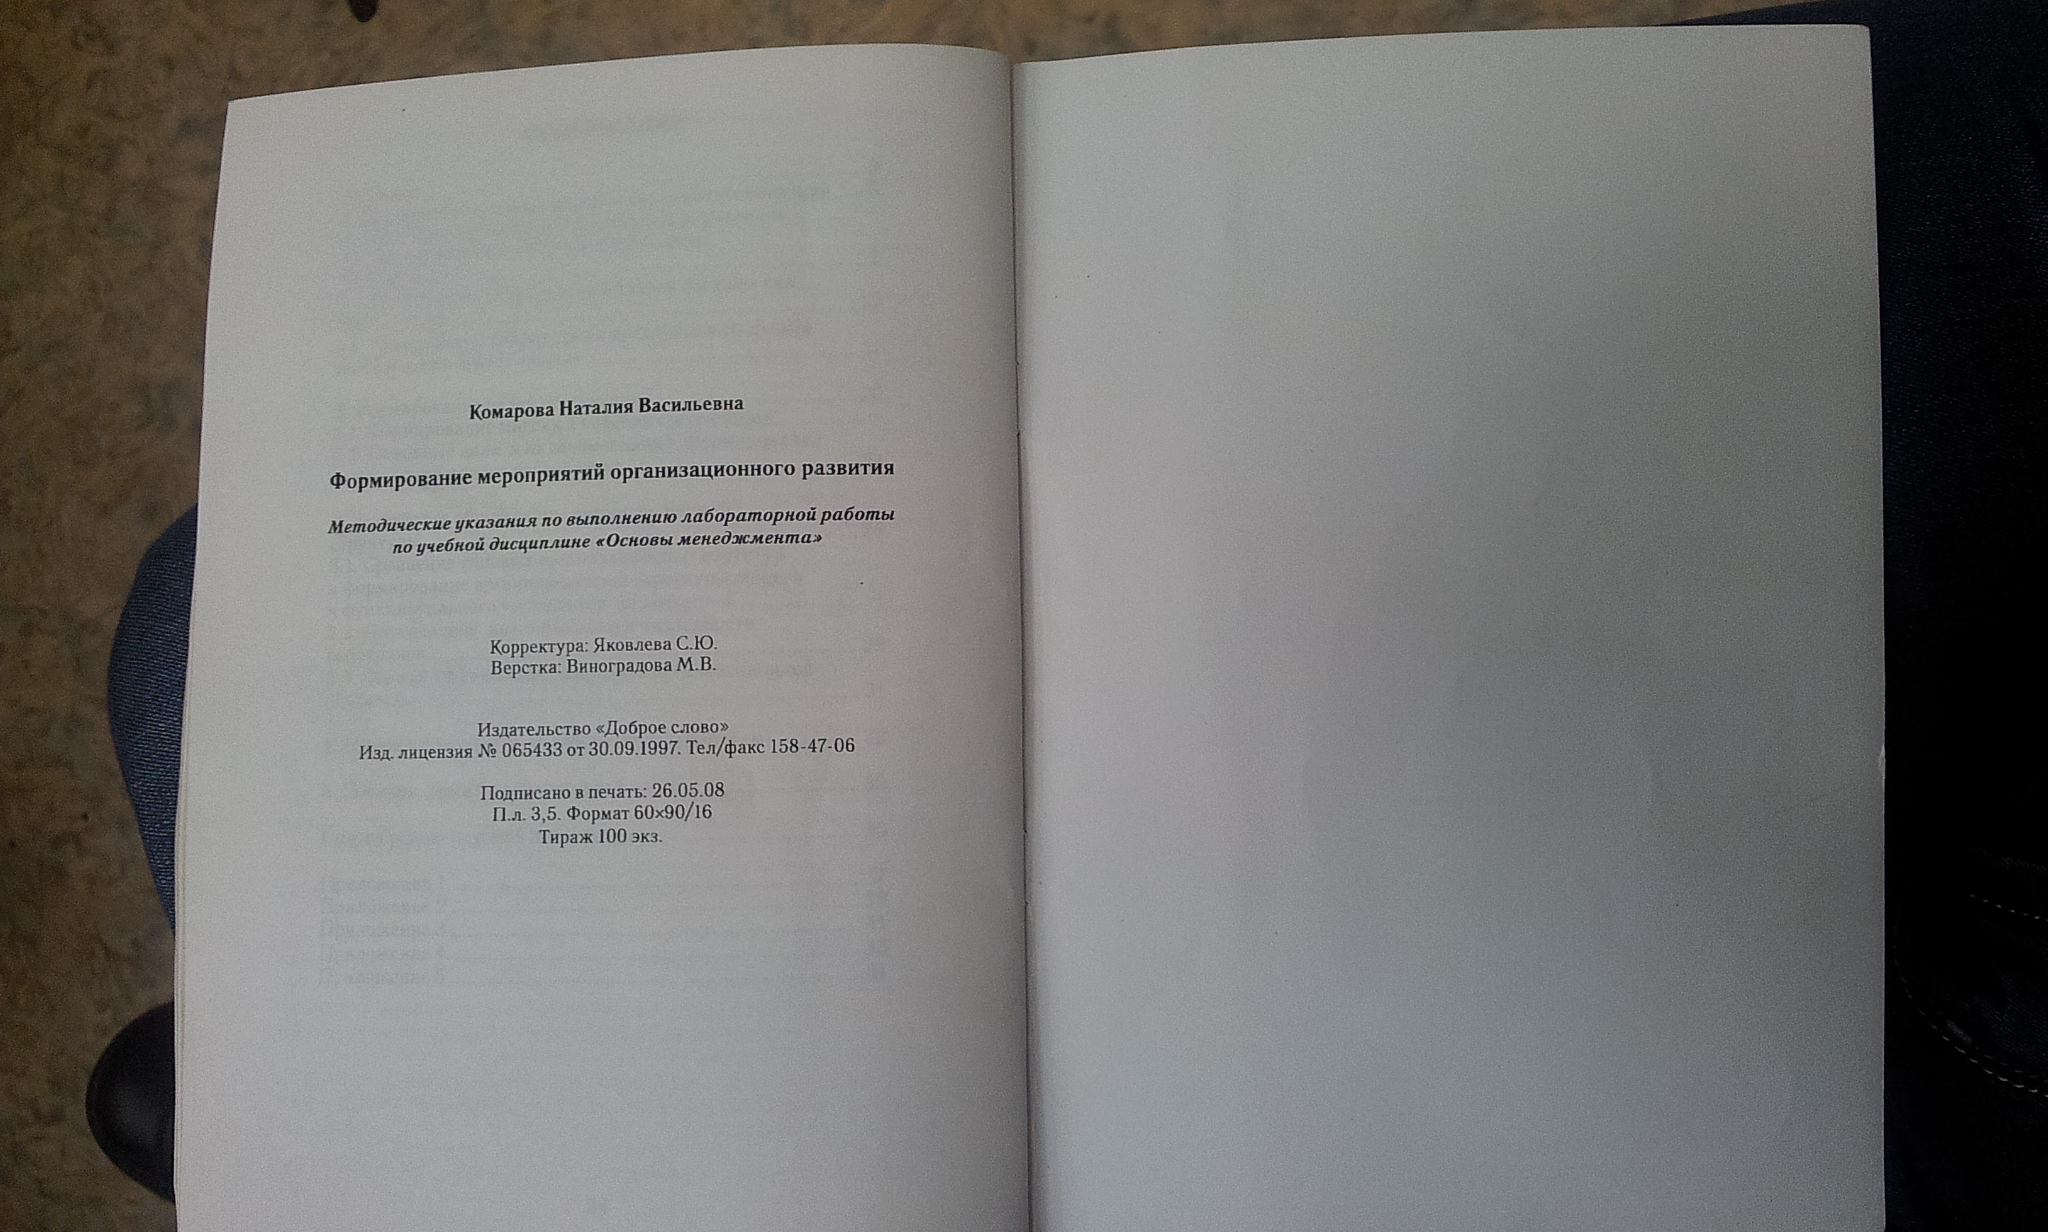 Комарова Наталия Васильевна
Формирование мероприятий организационного развития
Методические указания по выполнению лабораторной работы
по учебной дисциплине «Основы менеджмента»
Корректура: Яковлева С.Ю.
Верстка: Виноградова М.В.
Издательство «Доброе слово»
Изд. лицензия № 065433 от 30.09.1997. Тел/факс 158-47-06
Подписано в печать: 26.05.08
П.л. 3,5. Формат 60×90/16
Тираж 100 экз.